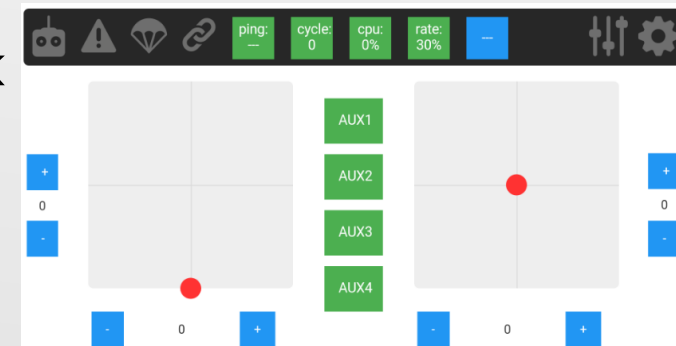 ping:
---
cycle:
0
cpu:
0%
rate:
30%
---
AUX1
+
+
AUX2
0
0
AUX3
-
-
AUX4
-
0
+
-
0
+